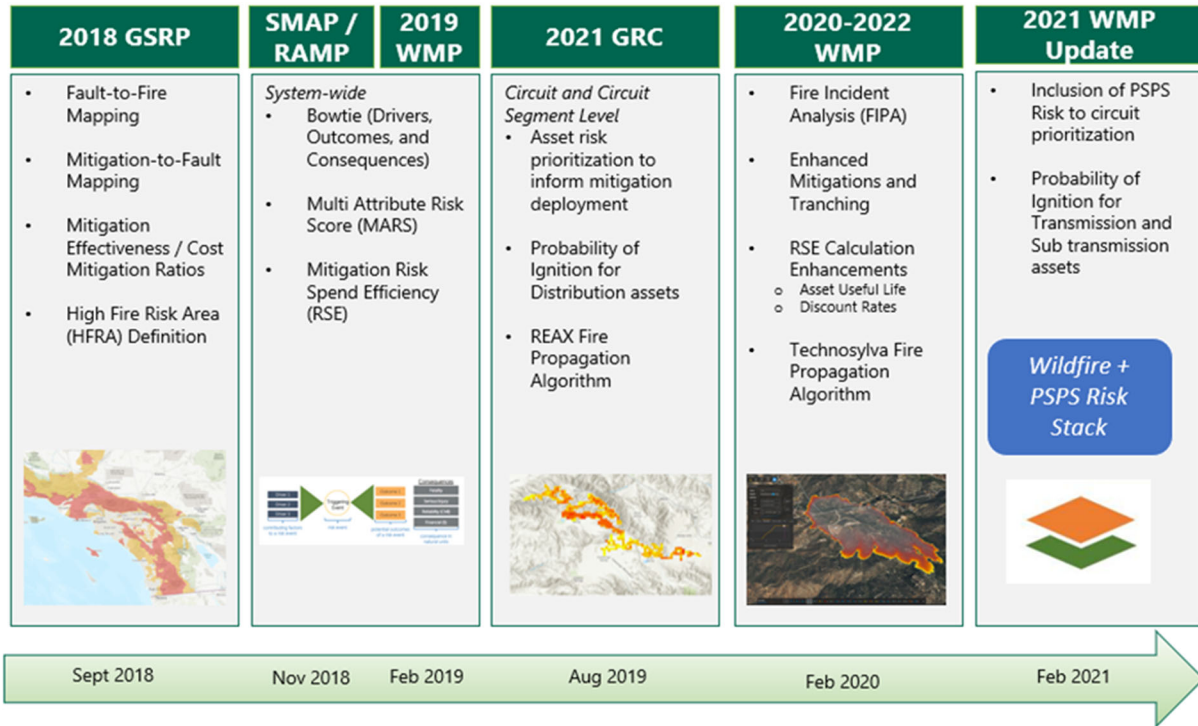 2018 GSRP
SMAP /
RAMP
2019
WMP
2021 GRC
2020-2022
WMP
2021 WMP
Update
• Fault-to-Fire
Mapping
• Mitigation-to-Fault
Mapping
• Mitigation
Effectiveness / Cost
Mitigation Ratios
• High Fire Risk Area
(HFRA) Definition
System-wide
• Bowtie (Drivers,
Outcomes, and
Consequences)
• Multi Attribute Risk
Score (MARS)
• Mitigation Risk
Spend Efficiency
(RSE)
Consequences
Triggering
Event
Circuit and Circuit
Segment Level
• Asset risk
prioritization to
inform mitigation
deployment
• Probability of
Ignition for
Distribution assets
• REAX Fire
Propagation
Algorithm
• Fire Incident
Analysis (FIPA)
• Enhanced
Mitigations and
Tranching
• RSE Calculation
Enhancements
o Asset Useful Life
o Discount Rates
• Technosylva Fire
Propagation
Algorithm
• Inclusion of PSPS
Risk to circuit
prioritization
• Probability of
Ignition for
Transmission and
Sub transmission
assets
Wildfire +
PSPS Risk
Stack
Sept 2018
Nov 2018
Feb 2019
Aug 2019
Feb 2020
Feb 2021